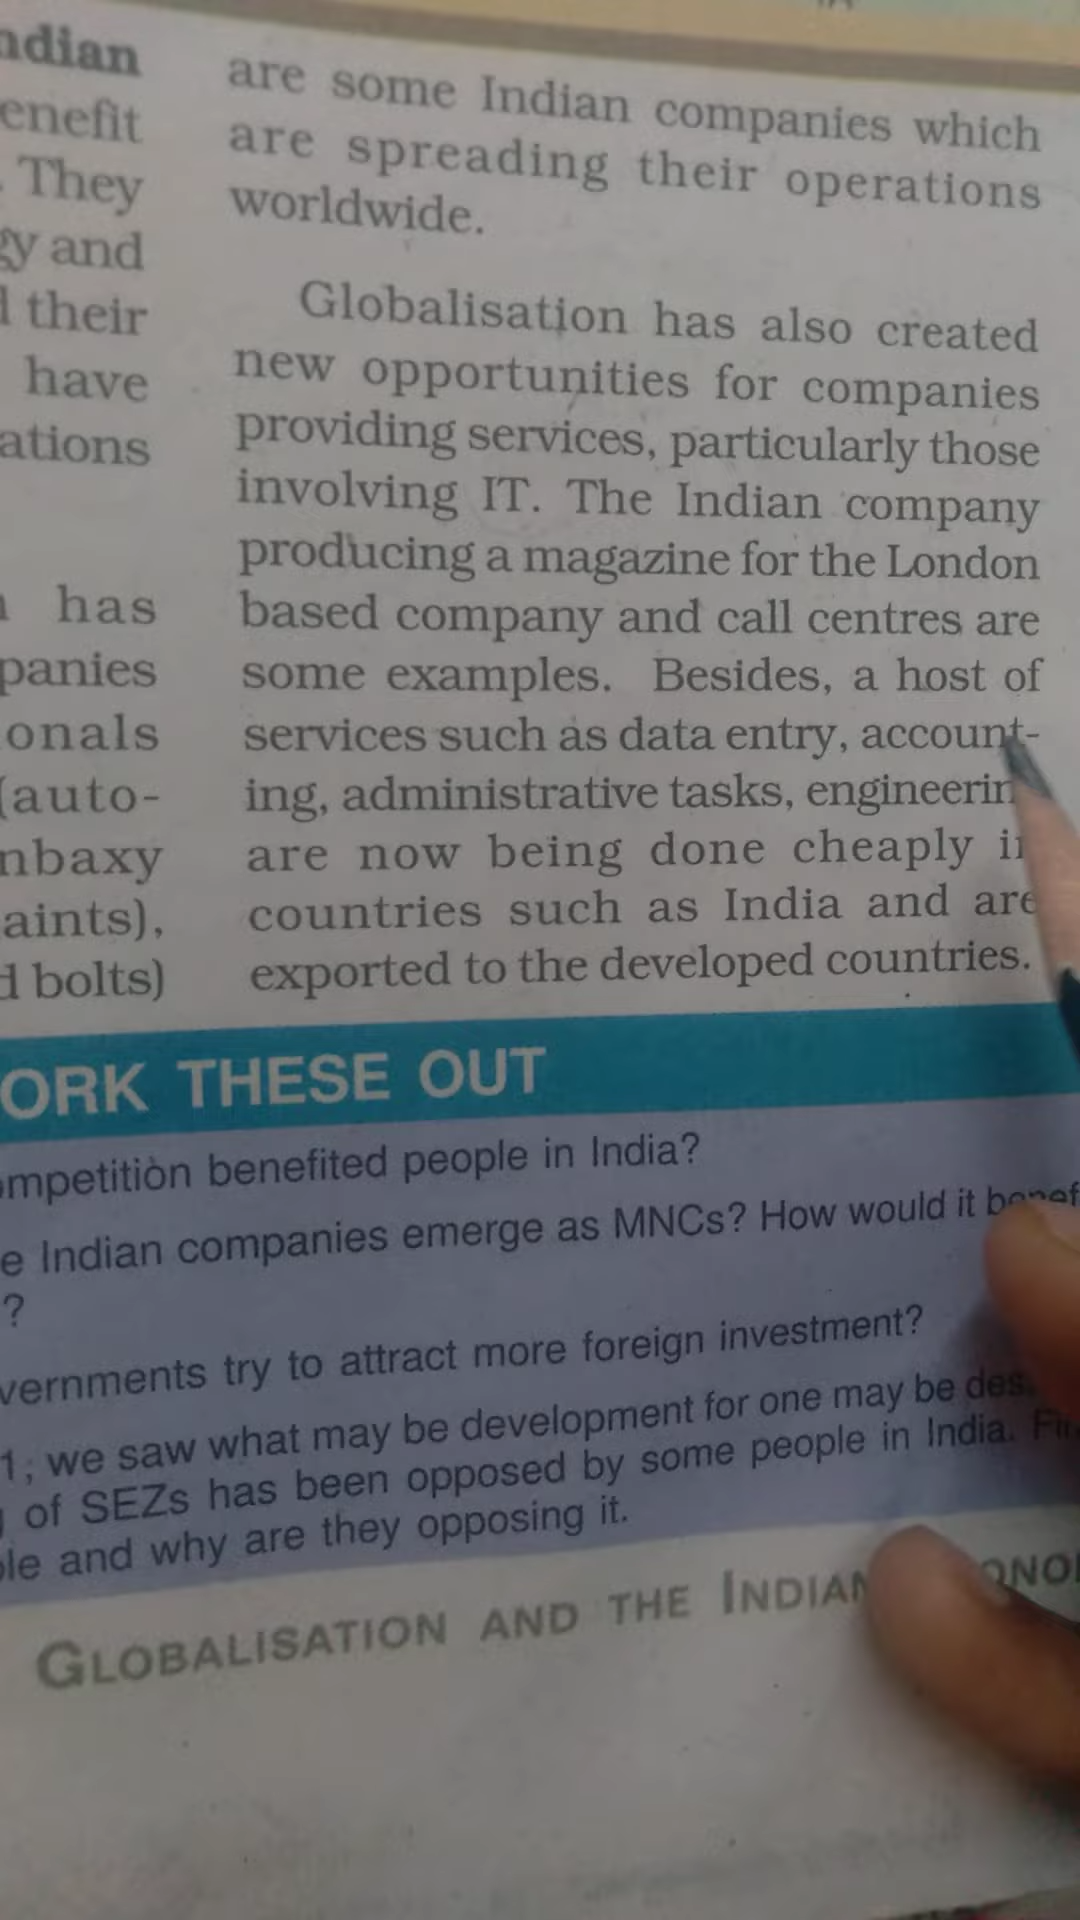 ndian
enefit
. They
gy and
d their
have
ations
has
panies
onals
(auto-
nbaxy
aints),
d bolts)
are some Indian companies which
are spreading their operations
worldwide.
Globalisation has also created
new opportunities for companies
providing services, particularly those
involving IT. The Indian company
producing a magazine for the London
based company and call centres are
some examples. Besides, a host of
services such as data entry, account-
ing, administrative tasks, engineerin
are now being done cheaply i
countries such as India and are
exported to the developed countries.
ORK THESE OUT
ompetition benefited people in India?
e Indian companies emerge as MNCs? How would it benef
?
vernments try to attract more foreign investment?
1, we saw what may be development for one may be des
of SEZs has been opposed by some people in India. Fin
ple and why are they opposing it.
GLOBALISATION AND THE INDIAN ONO